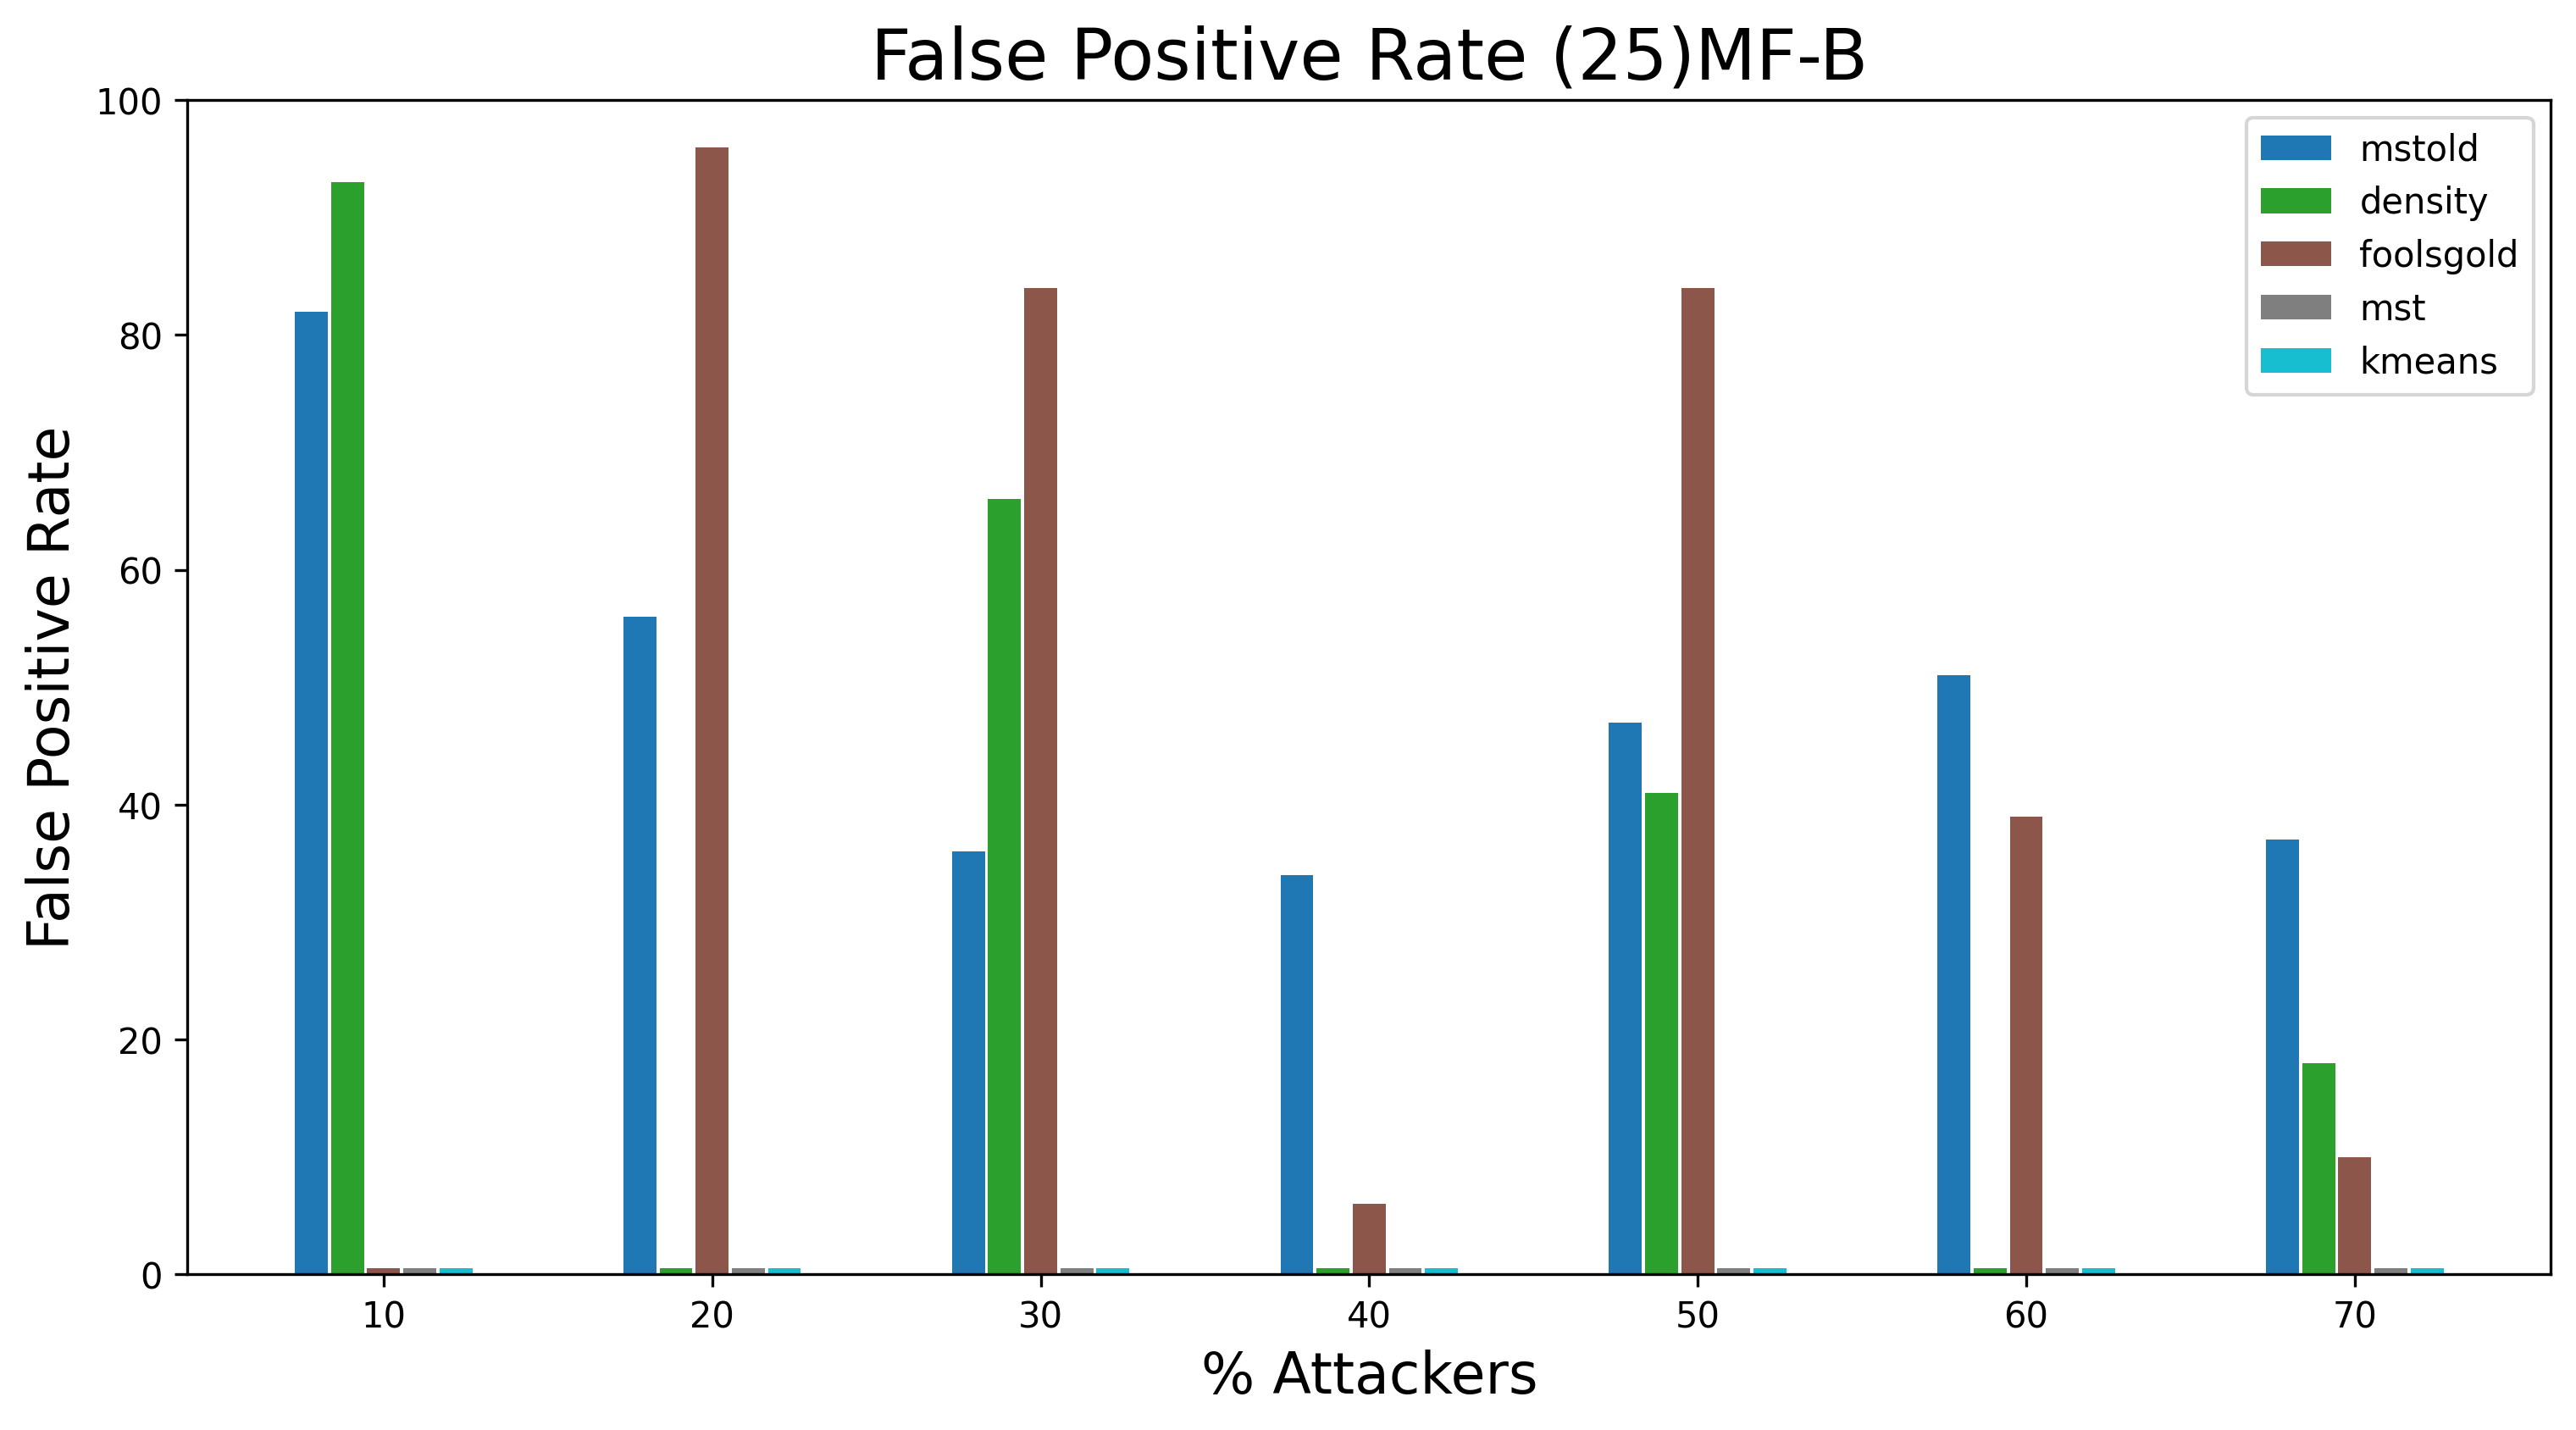 False Positive Rate (25)MF-B
100
80
60
40
20
0
False Positive Rate
mstold
density
foolsgold
mst
kmeans
10 20 30 40 50 60 70
% Attackers